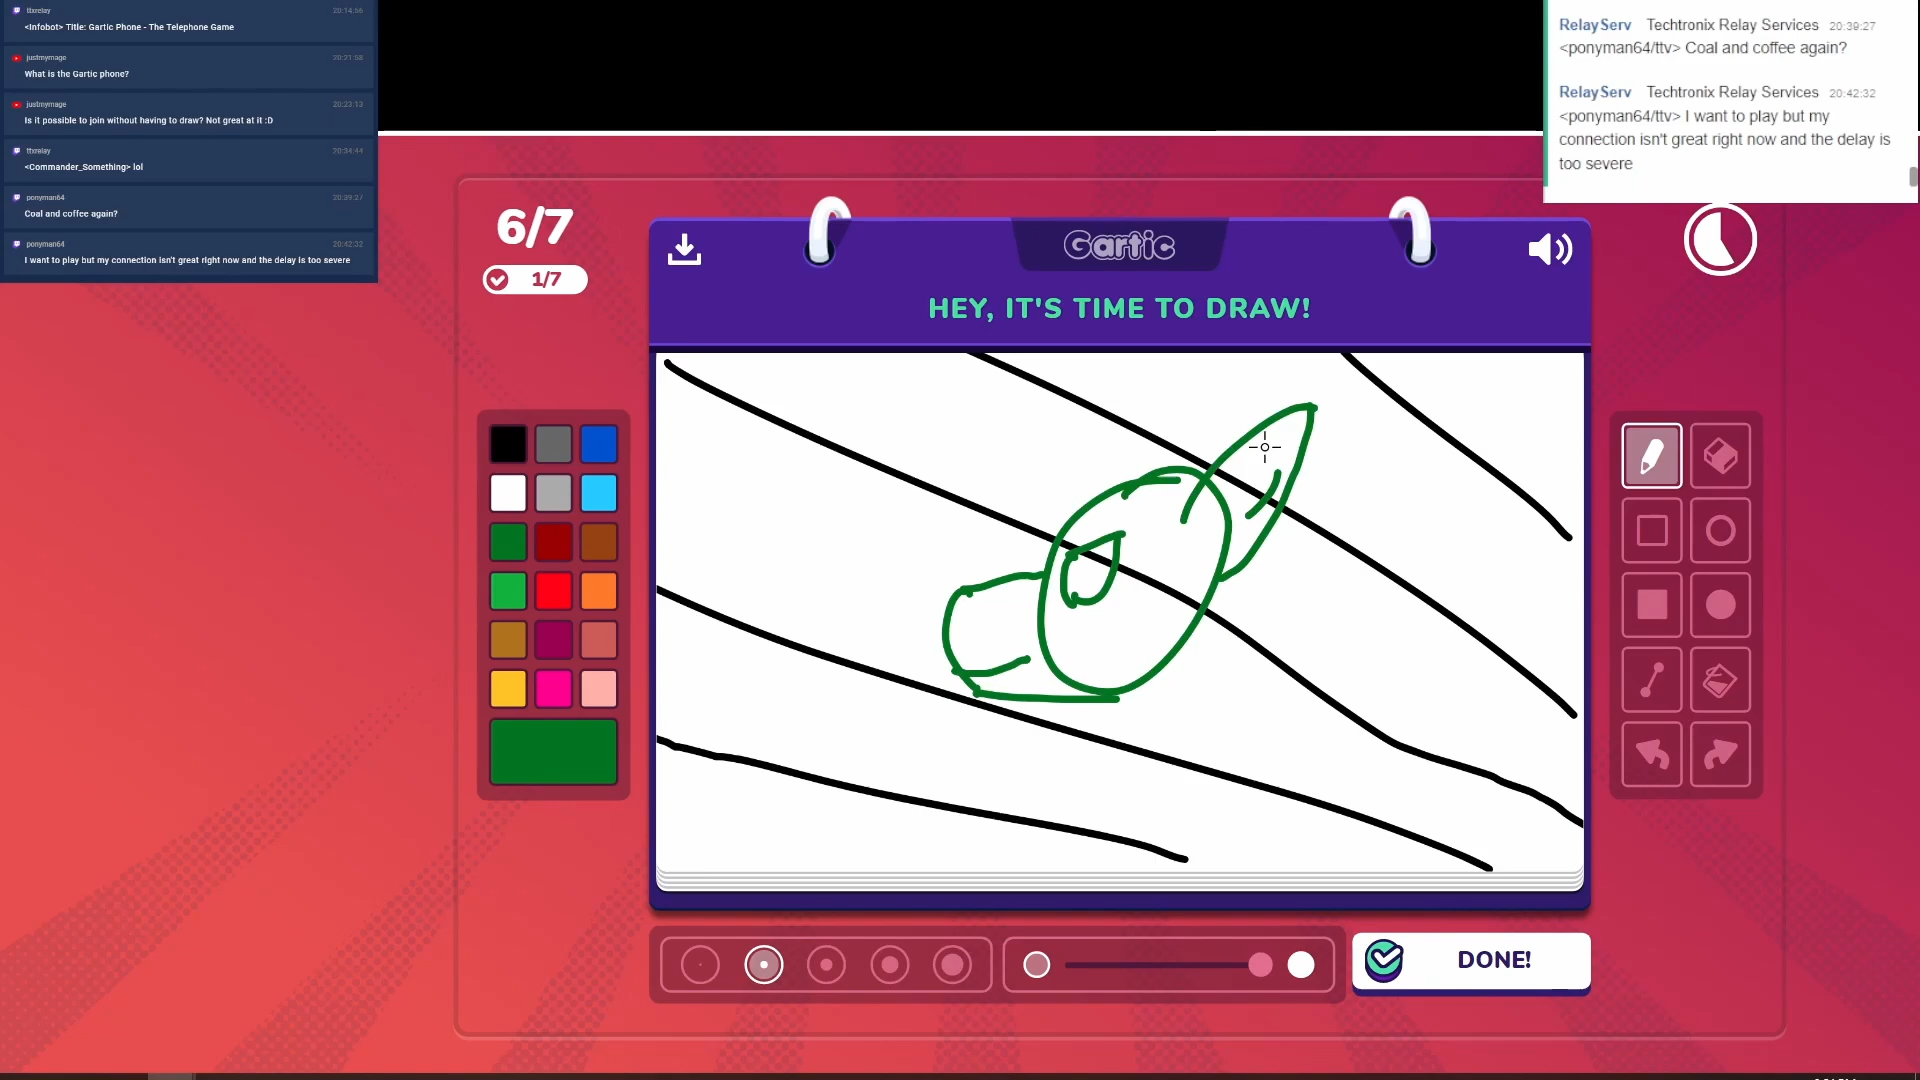 ttxrelay 20:14:56
<Infobot> Title: Gartic Phone - The Telephone Game
justmymage 20:21:58
What is the Gartic phone?
justmymage 20:23:13
Is it possible to join without having to draw? Not great at it :D
ttxrelay 20:34:44
<Commander_Something> lol
ponyman64 20:39:27
Coal and coffee again?
ponyman64 20:42:32
I want to play but my connection isn't great right now and the delay is too severe
RelayServ Techtronix Relay Services 20:39:27
<ponyman64/ttv> Coal and coffee again?
RelayServ Techtronix Relay Services 20:42:32
<ponyman64/ttv> I want to play but my
connection isn't great right now and the delay is
too severe
6/7
1/7
Gartic
HEY, IT'S TIME TO DRAW!
DONE!